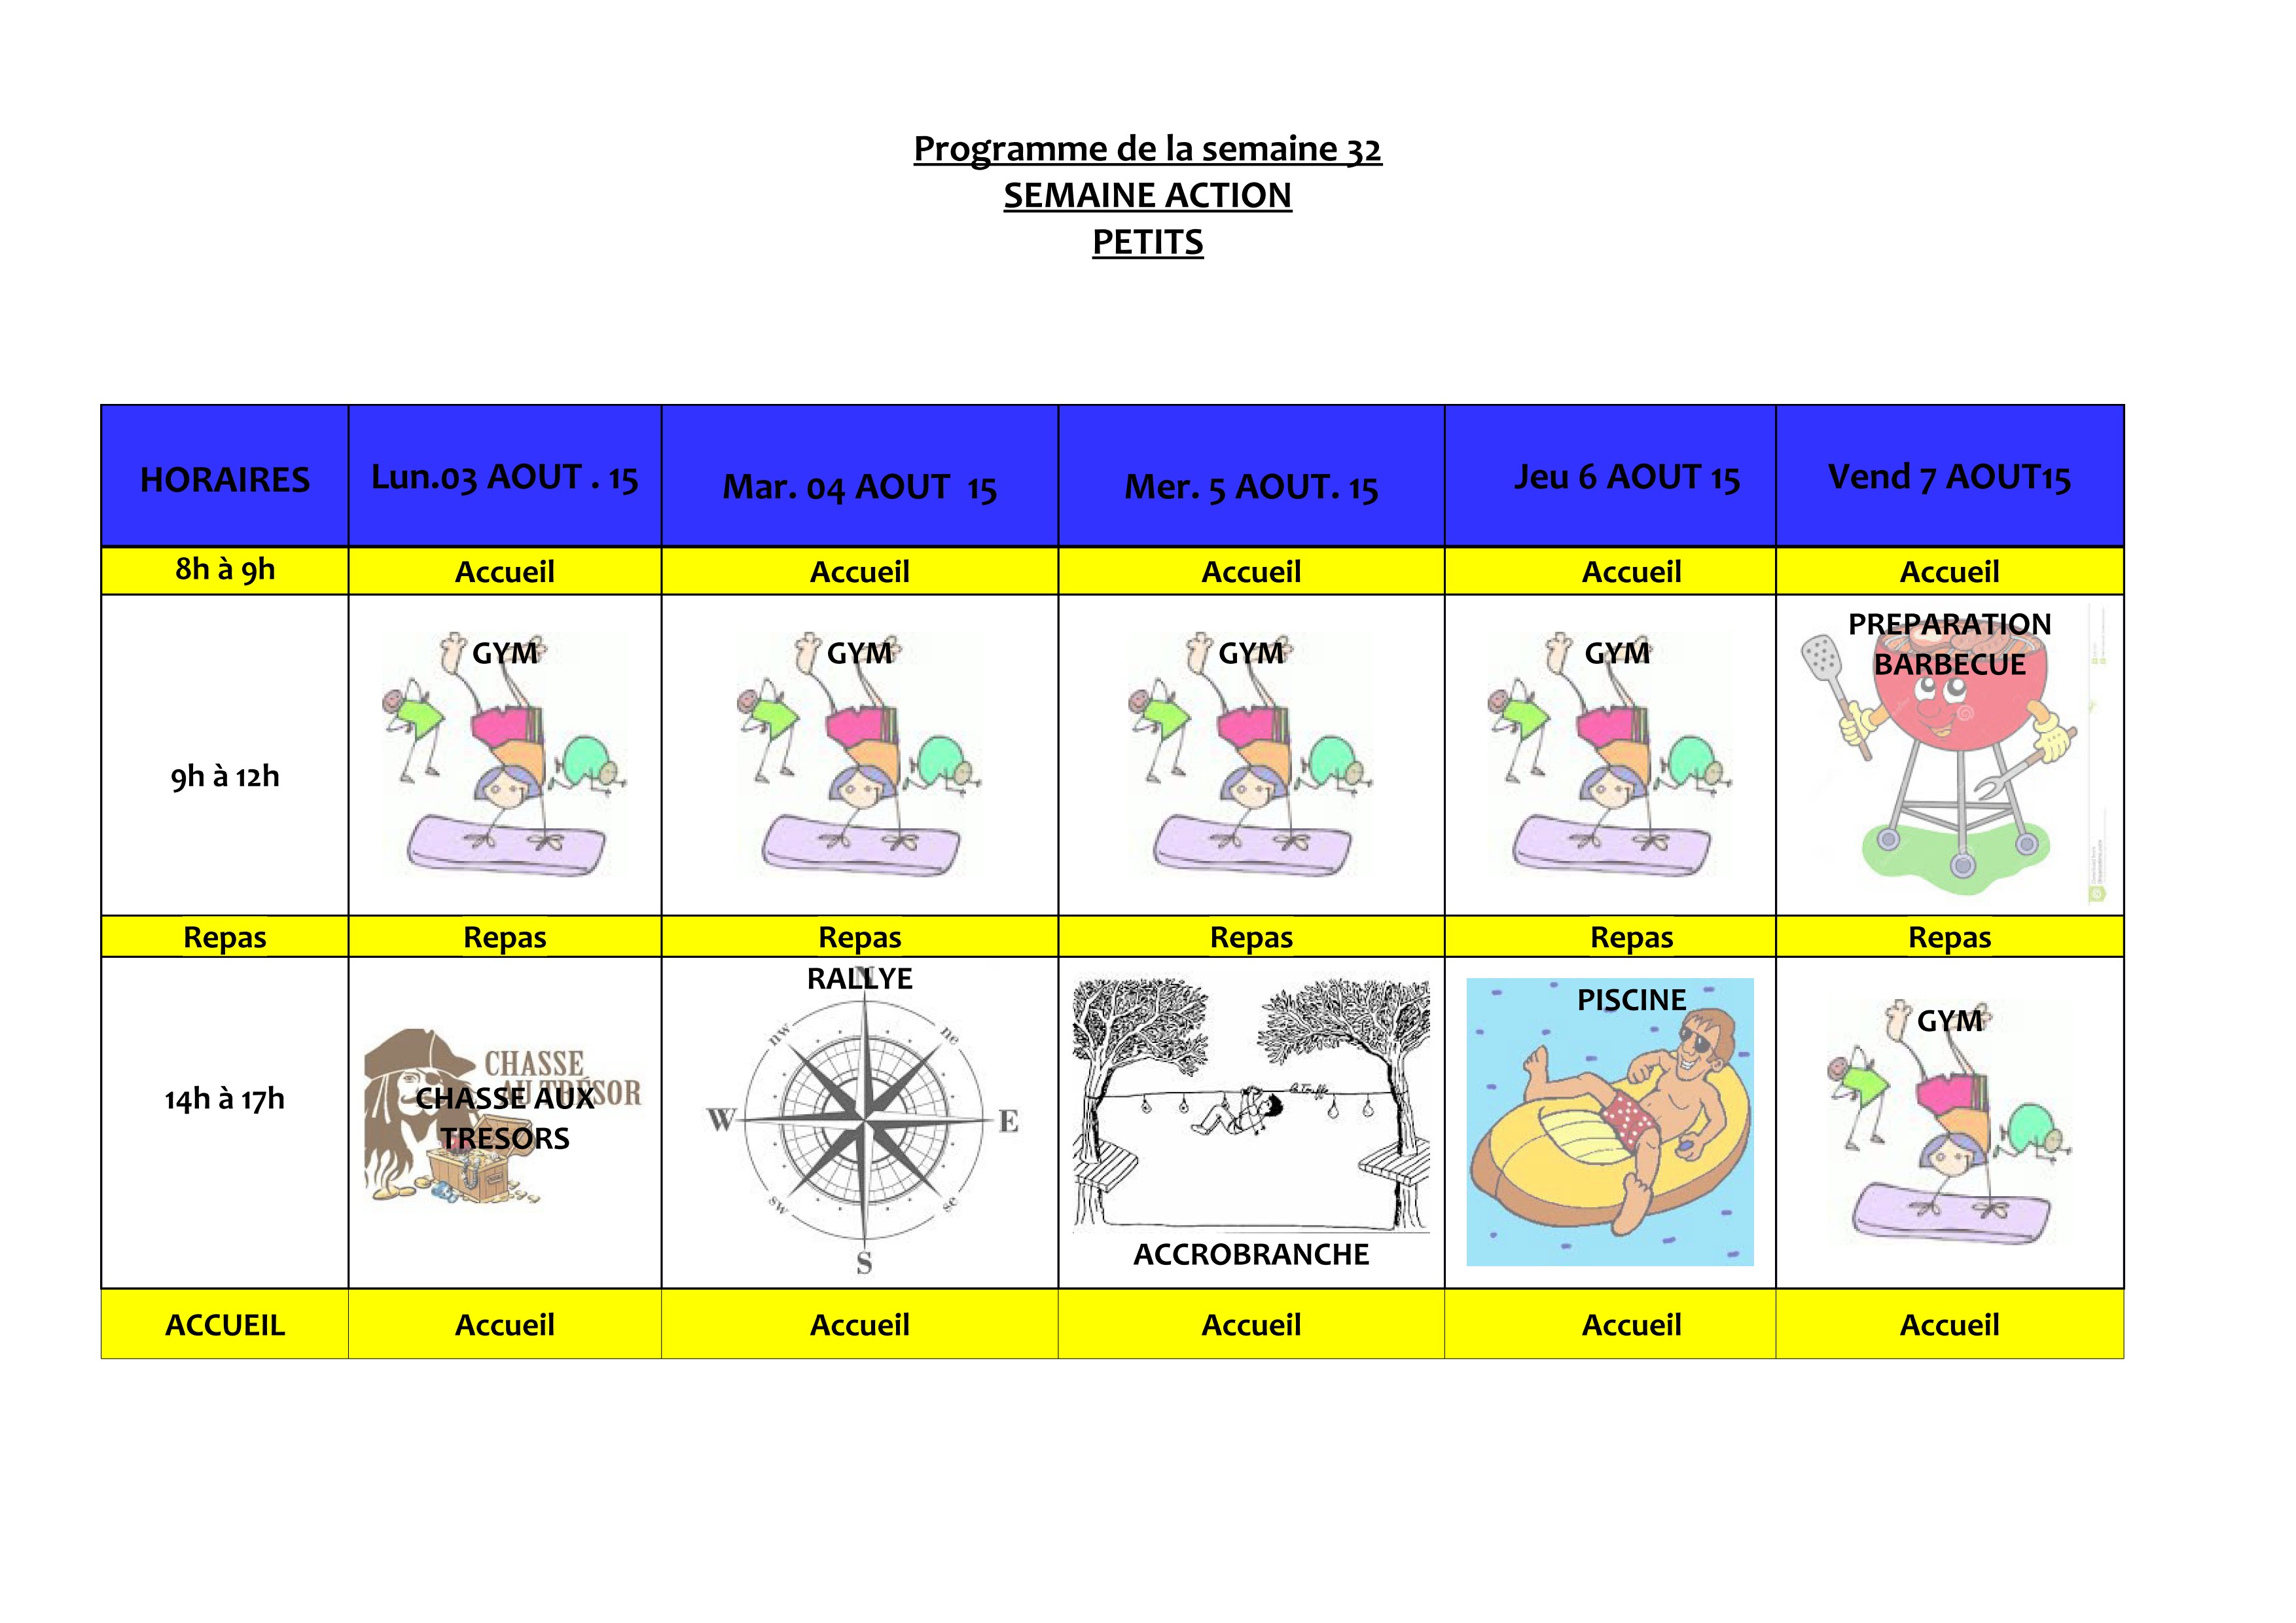 Programme de la semaine 32
SEMAINE ACTION
PETITS
HORAIRES
Lun.03 AOUT . 15
Mar. 04 AOUT 15
Mer. 5 AOUT. 15
Jeu 6 AOUT 15
Vend 7 AOUT15
8h à 9h
Accueil
Accueil
Accueil
Accueil
Accueil
9h à 12h
GYM
GYM
GYM
GYM
PREPARATION
BARBECUE
Repas
Repas
Repas
Repas
Repas
Repas
14h à 17h
CHASSE
AU TRÉSOR
CHASSE AUX
TRESORS
RALLYE
N
nw
ne
W
E
sw
se
S
la Touffe
ACCROBRANCHE
PISCINE
GYM
ACCUEIL
Accueil
Accueil
Accueil
Accueil
Accueil